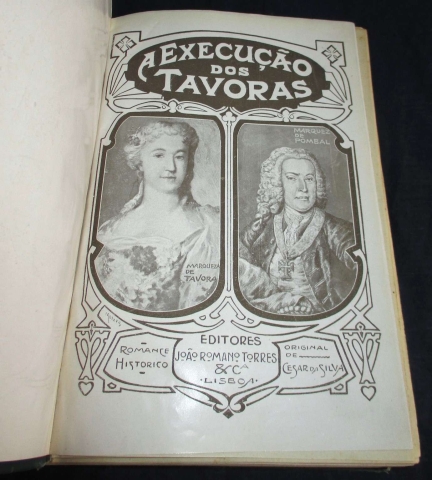 A EXECUÇÃO
DOS
TAVORAS
MARQUEZ
DE
POMBAL
MARQUEZA
DE
TAVORA
ROMANCE
HISTORICO
EDITORES
JOÃO ROMANO TORRES
& Cª
LISBOA
ORIGINAL
DE
CESAR DA SILVA